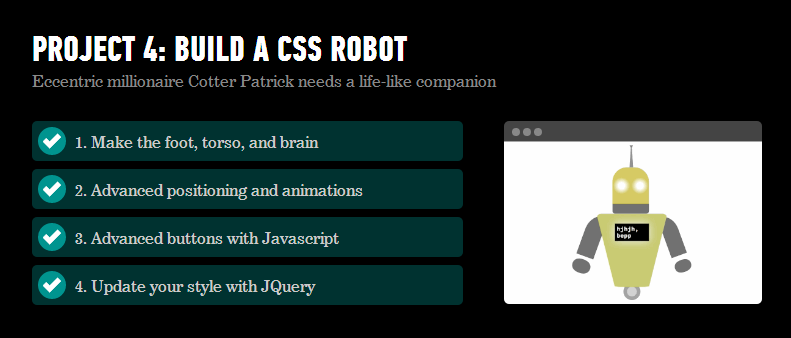 PROJECT 4: BUILD A CSS ROBOT
Eccentric millionaire Cotter Patrick needs a life-like companion
1. Make the foot, torso, and brain
2. Advanced positioning and animations
3. Advanced buttons with Javascript
4. Update your style with JQuery
hjhjh,
bopp